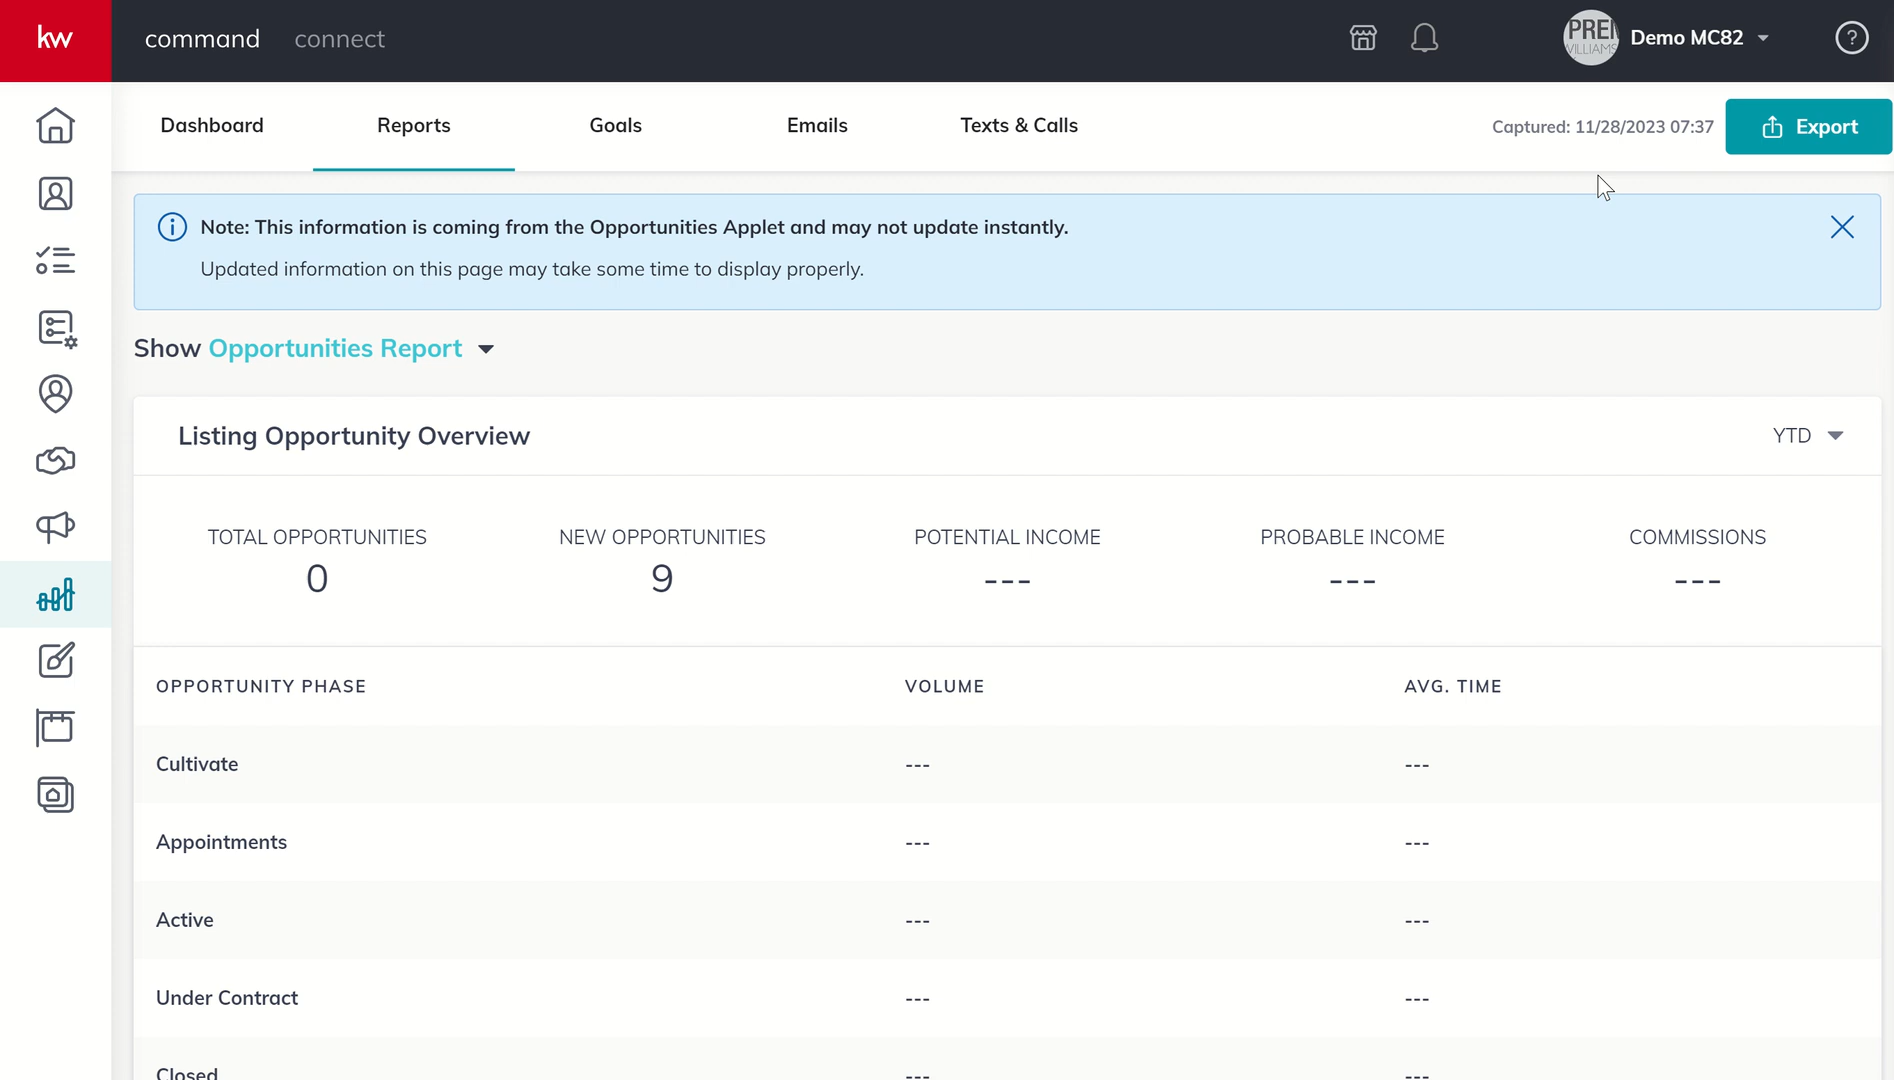 kw
command connect
PREI
WILLIAMS
Demo MC82
?
Dashboard Reports Goals Emails Texts & Calls
Captured: 11/28/2023 07:37
Export
Note: This information is coming from the Opportunities Applet and may not update instantly.
Updated information on this page may take some time to display properly.
Show Opportunities Report
Listing Opportunity Overview
YTD
TOTAL OPPORTUNITIES NEW OPPORTUNITIES POTENTIAL INCOME PROBABLE INCOME COMMISSIONS
0 9 --- --- ---
OPPORTUNITY PHASE VOLUME AVG. TIME
Cultivate --- ---
Appointments --- ---
Active --- ---
Under Contract --- ---
Closed --- ---